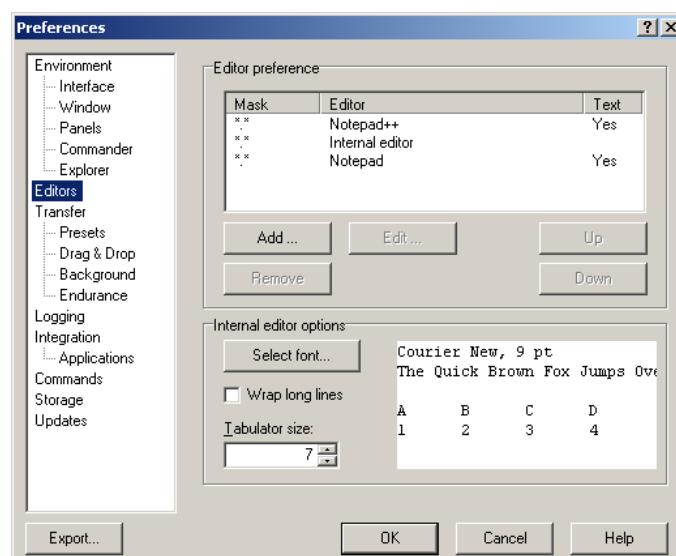 Preferences
Environment
Interface
Window
Panels
Commander
Explorer
Editors
Transfer
Presets
Drag & Drop
Background
Endurance
Logging
Integration
Applications
Commands
Storage
Updates
Editor preference
Mask Editor Text
*.* Notepad++ Yes
*.* Internal editor
*.* Notepad Yes
Add ... Edit ... Up
Remove Down
Internal editor options
Select font...
Wrap long lines
Tabulator size:
7
Courier New, 9 pt
The Quick Brown Fox Jumps Ove
A B C D
1 2 3 4
Export... OK Cancel Help